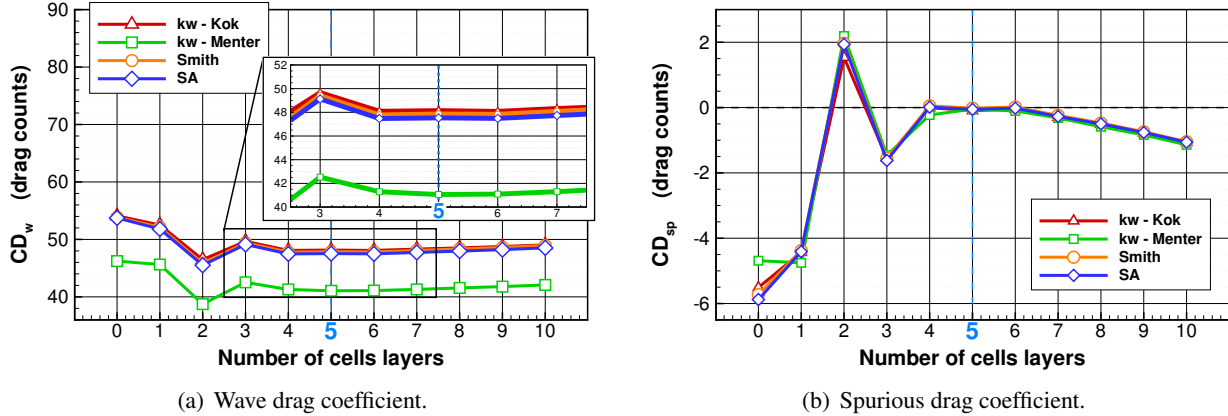 90
80
70
60
50
40
CD_w (drag counts)
kw - Kok
kw - Menter
Smith
SA
52
50
48
46
44
42
40
3 4 5 6 7
0 1 2 3 4 5 6 7 8 9 10
Number of cells layers
(a) Wave drag coefficient.
2
0
-2
-4
-6
CD_sp (drag counts)
kw - Kok
kw - Menter
Smith
SA
0 1 2 3 4 5 6 7 8 9 10
Number of cells layers
(b) Spurious drag coefficient.